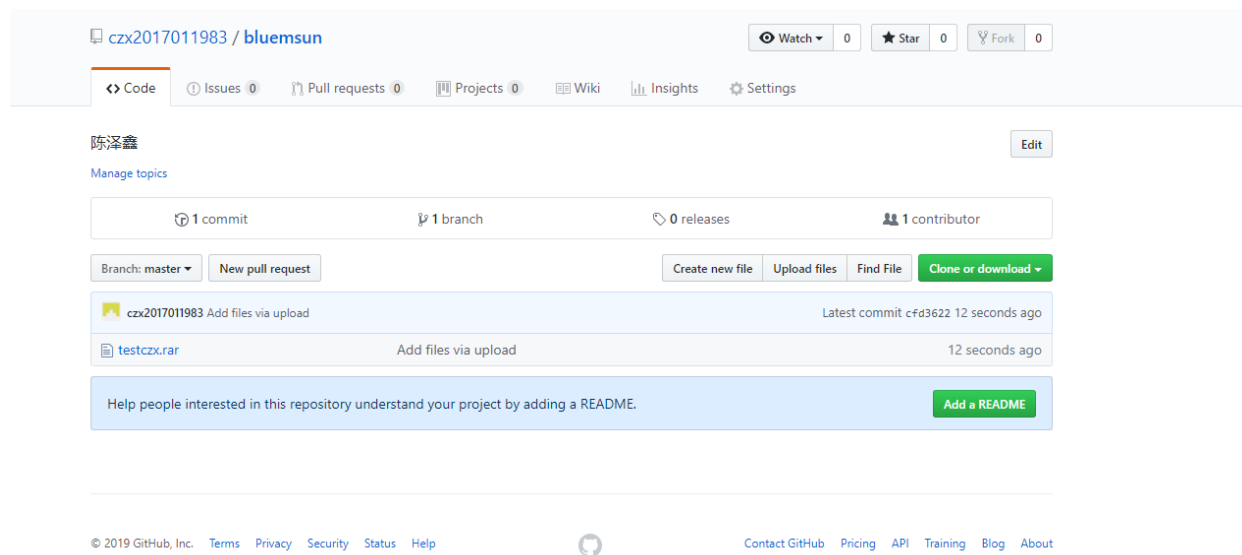 czx2017011983 / bluemsun Watch 0 Star 0 Fork 0
Code Issues 0 Pull requests 0 Projects 0 Wiki Insights Settings
陈泽鑫 Edit
Manage topics
1 commit 1 branch 0 releases 1 contributor
Branch: master New pull request Create new file Upload files Find File Clone or download
czx2017011983 Add files via upload Latest commit cfd3622 12 seconds ago
testczx.rar Add files via upload 12 seconds ago
Help people interested in this repository understand your project by adding a README. Add a README
© 2019 GitHub, Inc. Terms Privacy Security Status Help Contact GitHub Pricing API Training Blog About